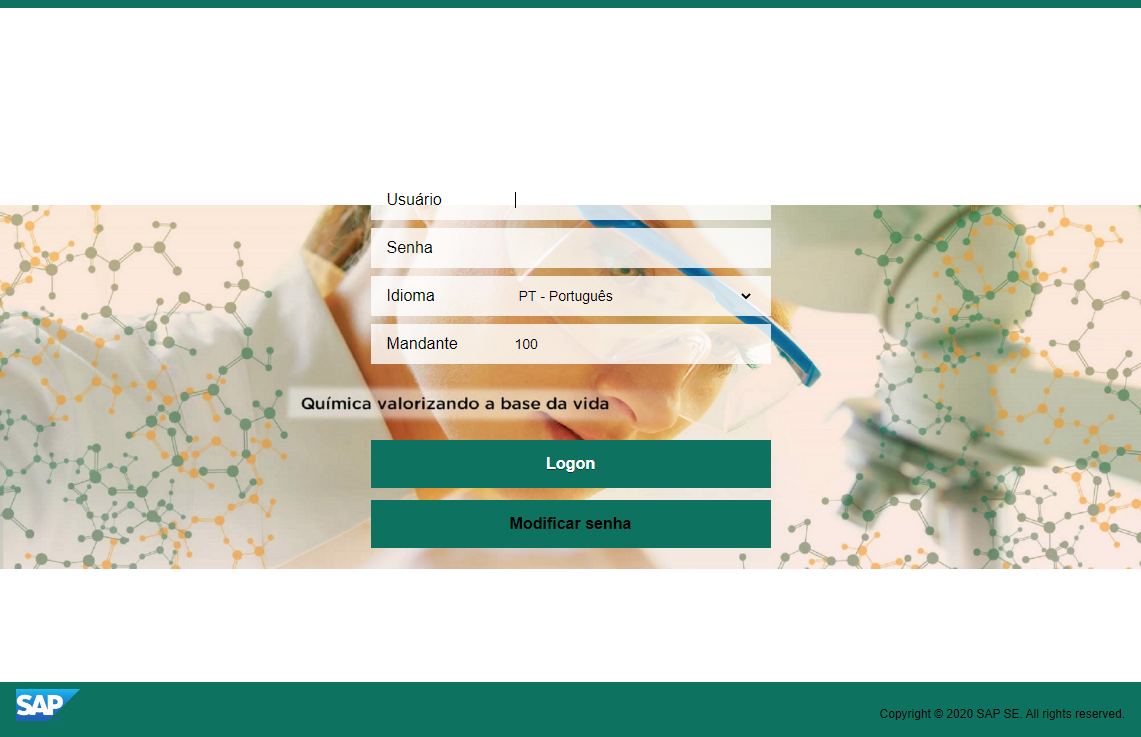 Usuário
Senha
Idioma PT - Português
Mandante 100
Química valorizando a base da vida
Logon
Modificar senha
SAP
Copyright © 2020 SAP SE. All rights reserved.